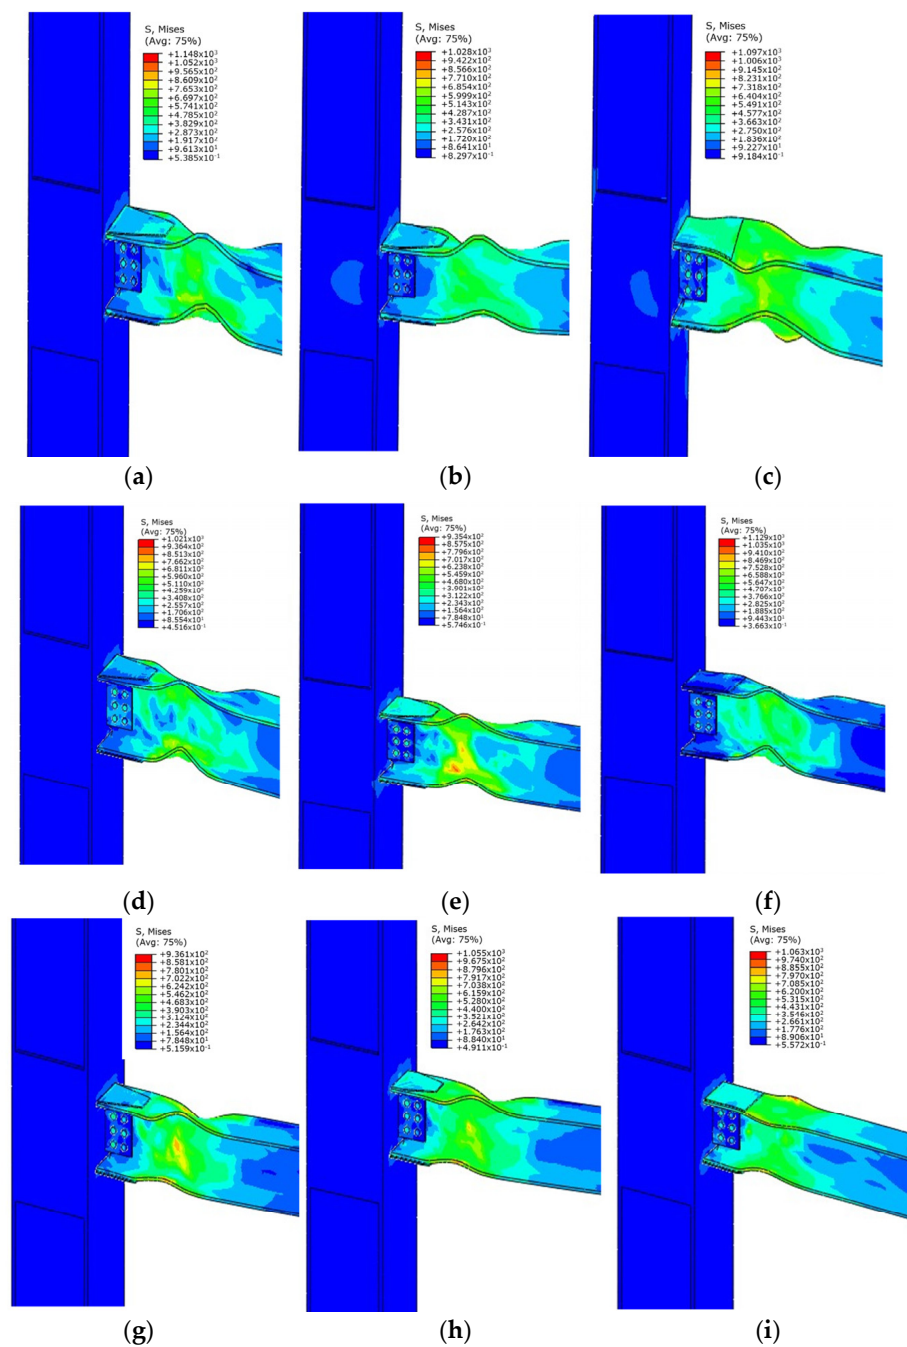 S, Mises
(Avg: 75%)
+1.148x10³
+1.052x10³
+9.565x10²
+8.609x10²
+7.653x10²
+6.697x10²
+5.741x10²
+4.785x10²
+3.829x10²
+2.873x10²
+1.917x10²
+9.613x10¹
+5.385x10⁻¹
(a)
S, Mises
(Avg: 75%)
+1.028x10³
+9.422x10²
+8.566x10²
+7.710x10²
+6.854x10²
+5.999x10²
+5.143x10²
+4.287x10²
+3.431x10²
+2.576x10²
+1.720x10²
+8.641x10¹
+8.297x10⁻¹
(b)
S, Mises
(Avg: 75%)
+1.097x10³
+1.006x10³
+9.145x10²
+8.231x10²
+7.318x10²
+6.404x10²
+5.491x10²
+4.577x10²
+3.663x10²
+2.750x10²
+1.836x10²
+9.227x10¹
+9.184x10⁻¹
(c)
S, Mises
(Avg: 75%)
+1.021x10³
+9.364x10²
+8.513x10²
+7.662x10²
+6.811x10²
+5.960x10²
+5.110x10²
+4.259x10²
+3.408x10²
+2.557x10²
+1.706x10²
+8.554x10¹
+4.516x10⁻¹
(d)
S, Mises
(Avg: 75%)
+9.354x10²
+8.575x10²
+7.796x10²
+7.017x10²
+6.238x10²
+5.459x10²
+4.680x10²
+3.901x10²
+3.122x10²
+2.343x10²
+1.564x10²
+7.848x10¹
+5.746x10⁻¹
(e)
S, Mises
(Avg: 75%)
+1.129x10³
+1.035x10³
+9.410x10²
+8.469x10²
+7.528x10²
+6.588x10²
+5.647x10²
+4.707x10²
+3.766x10²
+2.825x10²
+1.885x10²
+9.443x10¹
+3.663x10⁻¹
(f)
S, Mises
(Avg: 75%)
+9.361x10²
+8.581x10²
+7.801x10²
+7.022x10²
+6.242x10²
+5.462x10²
+4.683x10²
+3.903x10²
+3.124x10²
+2.344x10²
+1.564x10²
+7.848x10¹
+5.159x10⁻¹
(g)
S, Mises
(Avg: 75%)
+1.055x10³
+9.675x10²
+8.796x10²
+7.917x10²
+7.038x10²
+6.159x10²
+5.280x10²
+4.400x10²
+3.521x10²
+2.642x10²
+1.763x10²
+8.840x10¹
+4.911x10⁻¹
(h)
S, Mises
(Avg: 75%)
+1.063x10³
+9.740x10²
+8.855x10²
+7.970x10²
+7.085x10²
+6.200x10²
+5.315x10²
+4.431x10²
+3.546x10²
+2.661x10²
+1.776x10²
+8.906x10¹
+5.572x10⁻¹
(i)